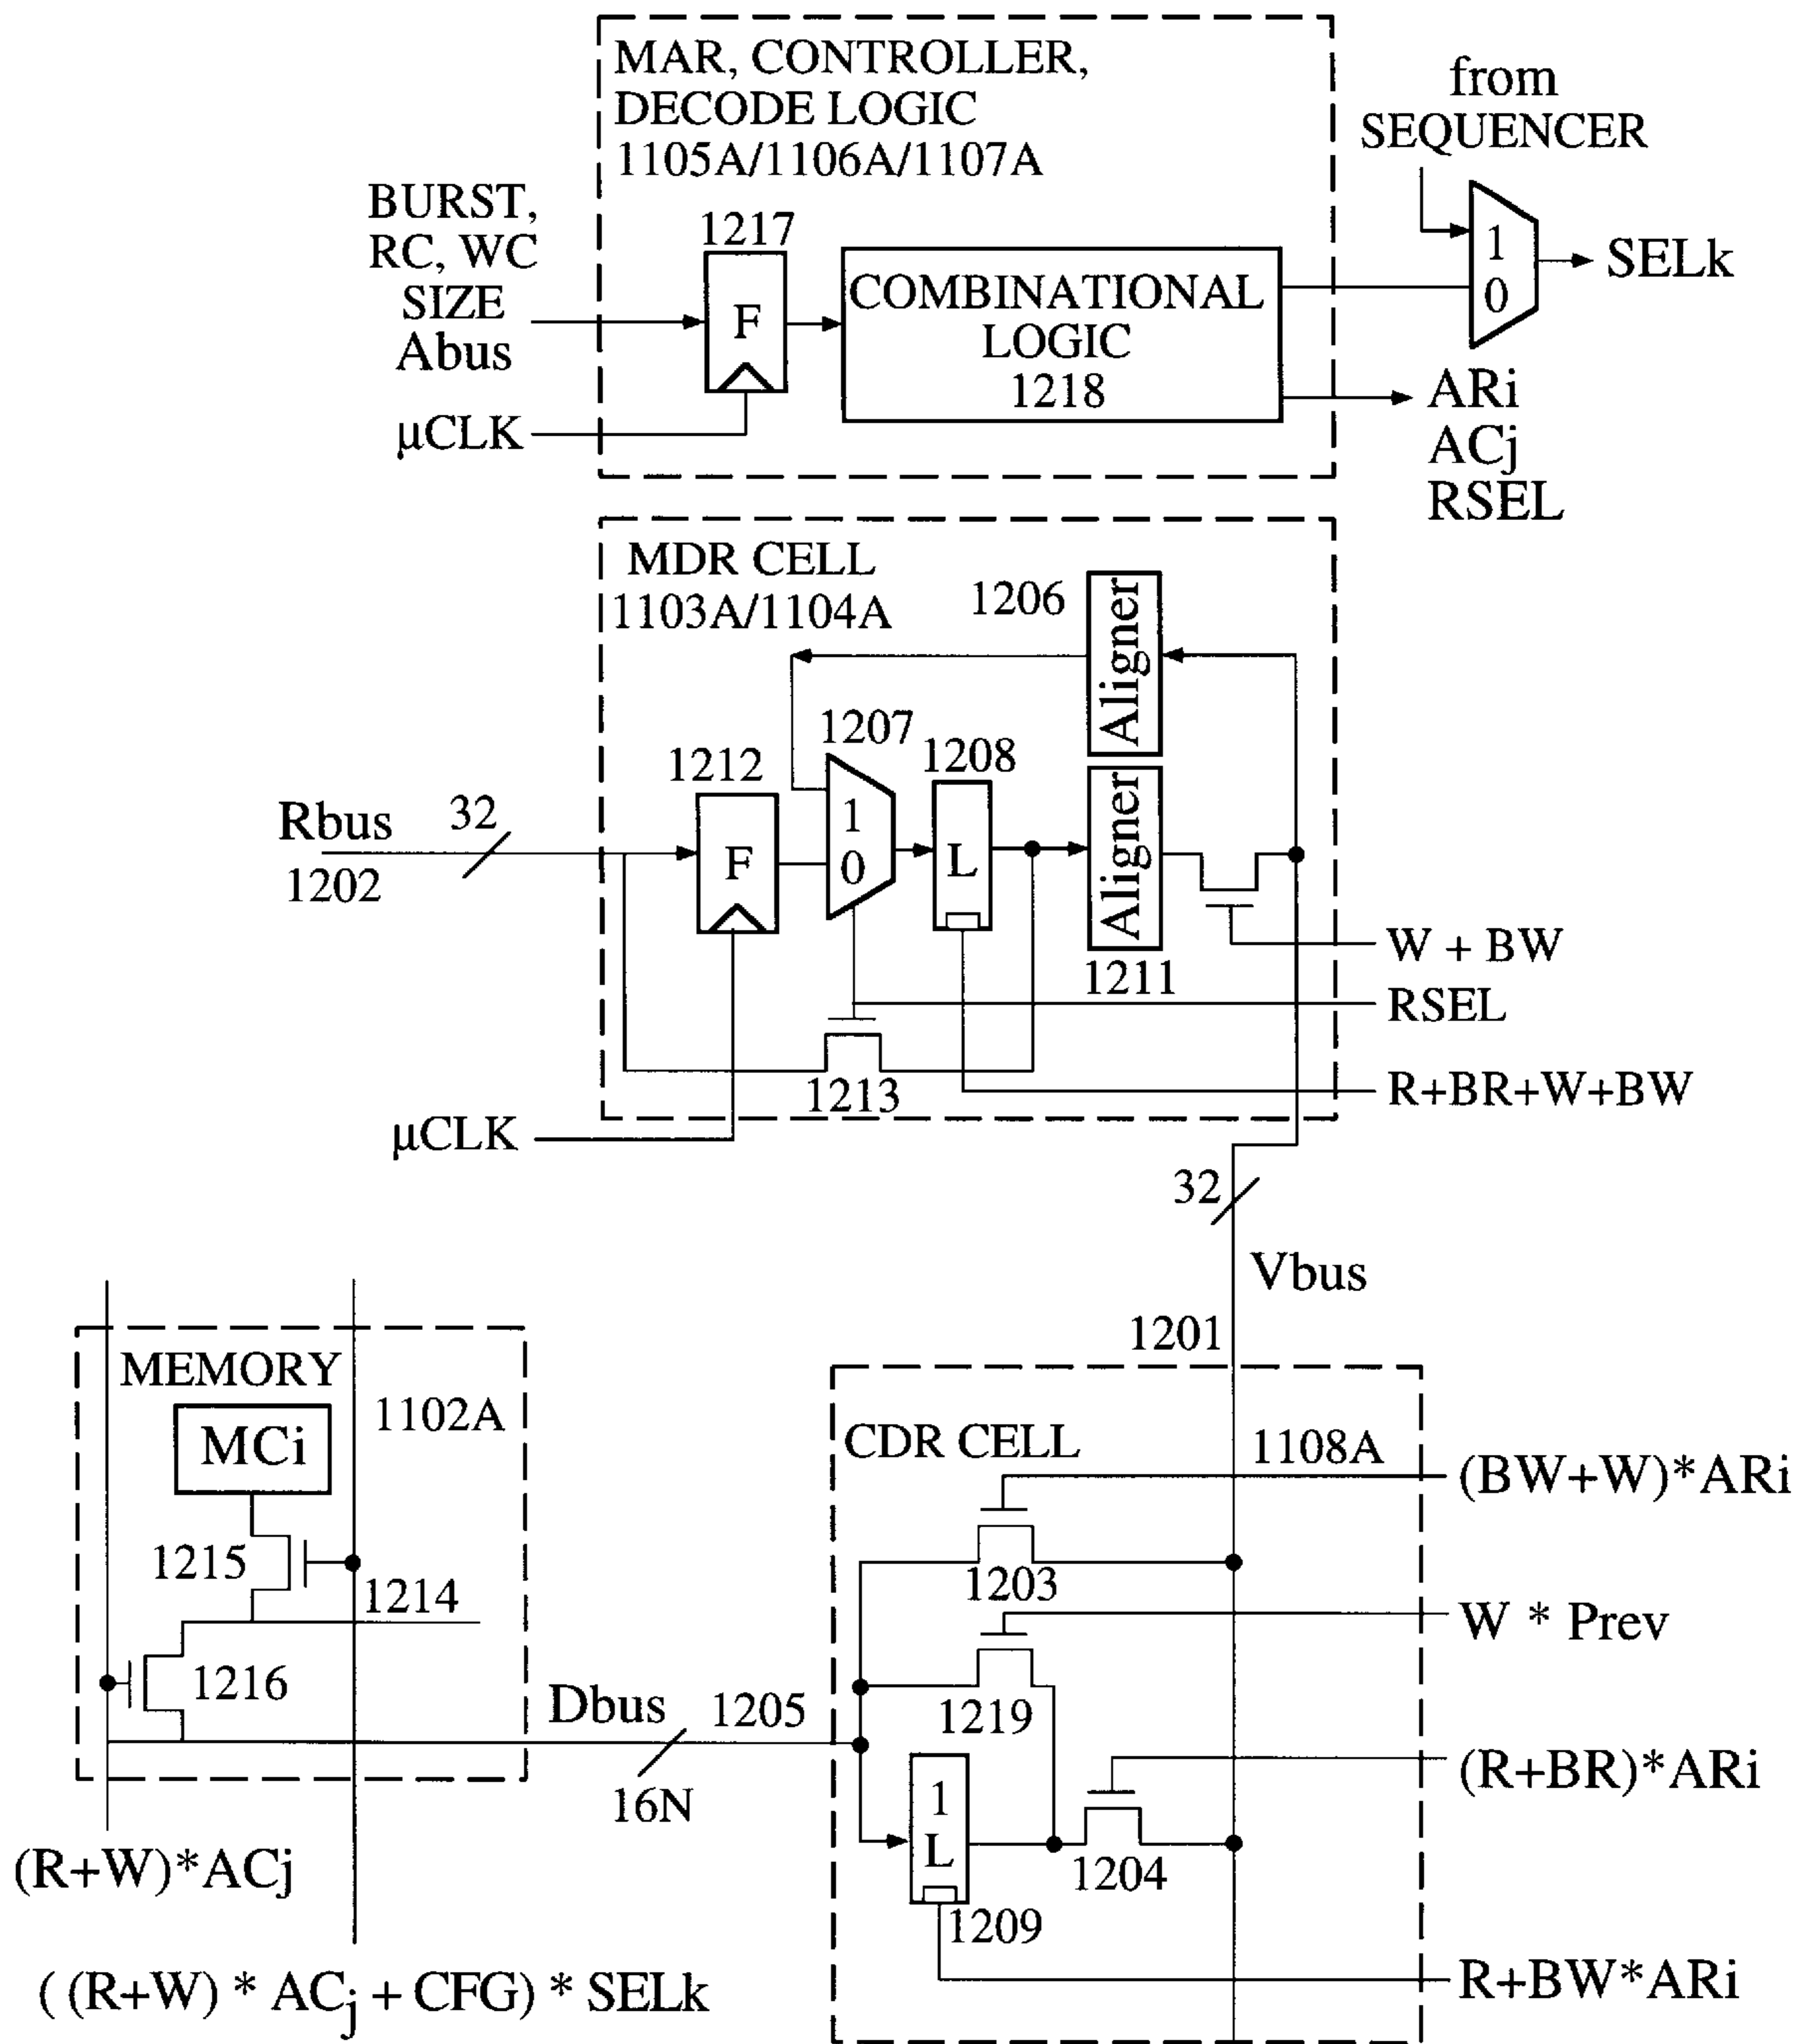 MAR, CONTROLLER,
DECODE LOGIC
1105A/1106A/1107A
from
SEQUENCER
BURST,
RC, WC
SIZE
Abus
1217
F
COMBINATIONAL
LOGIC
1218
1
0
SELk
µCLK
ARi
ACj
RSEL
MDR CELL
1103A/1104A
1206
Aligner
1207
1208
1212
Rbus
32
1202
F
1
0
L
Aligner
1211
W + BW
RSEL
1213
R+BR+W+BW
µCLK
32
Vbus
1201
MEMORY
1102A
MCi
1215
1214
1216
Dbus
1205
16N
(R+W)*ACj
( (R+W) * ACj + CFG) * SELk
CDR CELL
1108A
(BW+W)*ARi
1203
W * Prev
1219
(R+BR)*ARi
1
L
1204
1209
R+BW*ARi